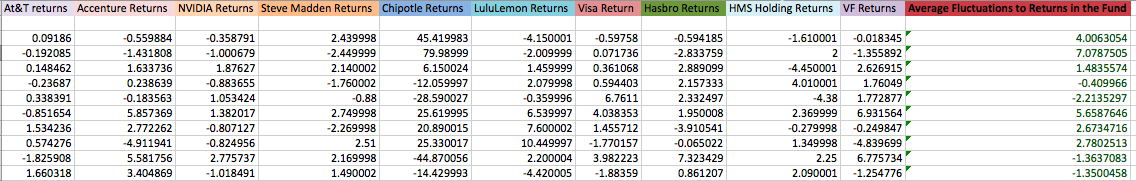 At&T returns Accenture Returns NVIDIA Returns Steve Madden Returns Chipotle Returns LuluLemon Returns Visa Return Hasbro Returns HMS Holding Returns VF Returns Average Fluctuations to Returns in the Fund
0.09186 -0.559884 -0.358791 2.439998 45.419983 -4.150001 -0.59758 -0.594185 -1.610001 -0.018345 4.0063054
-0.192085 -1.431808 -1.000679 -2.449999 79.98999 -2.009999 0.071736 -2.833759 2 -1.355892 7.0787505
0.148462 1.633736 1.87627 2.140002 6.150024 1.459999 0.361068 2.889099 -4.450001 2.626915 1.4835574
-0.23687 0.238639 -0.883655 -1.760002 -12.059997 2.079998 0.594403 2.157333 4.010001 1.76049 -0.409966
0.338391 -0.183563 1.053424 -0.88 -28.590027 -0.359996 6.7611 2.332497 -4.38 1.772877 -2.2135297
-0.851654 5.857369 1.382017 2.749998 25.619995 6.539997 4.038353 1.950008 2.369999 6.931564 5.6587646
1.534236 2.772262 -0.807127 -2.269998 20.890015 7.600002 1.455712 -3.910541 -0.279998 -0.249847 2.6734716
0.574276 -4.911941 -0.824956 2.51 25.330017 10.449997 -1.770157 -0.065022 1.349998 -4.839699 2.7802513
-1.825908 5.581756 2.775737 2.169998 -44.870056 2.200004 3.982223 7.323429 2.25 6.775734 -1.3637083
1.660318 3.404869 -1.018491 1.490002 -14.429993 -4.420005 -1.88359 0.861207 2.090001 -1.254776 -1.3500458